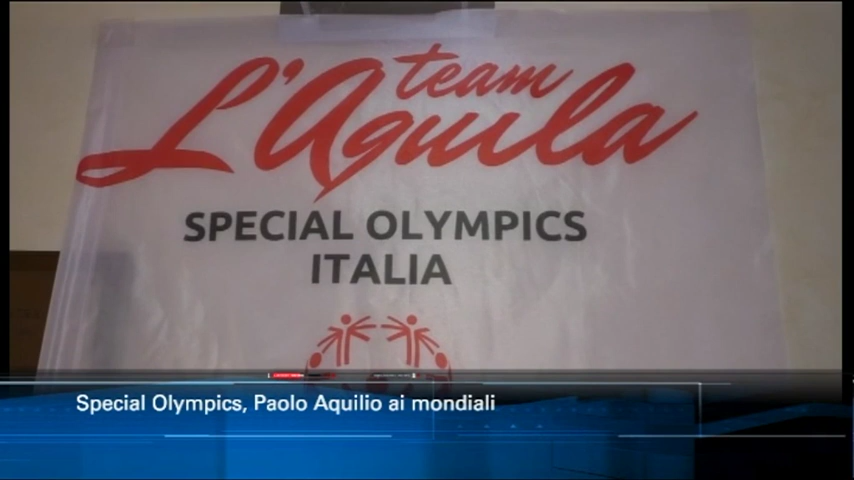 team
L'Aquila
SPECIAL OLYMPICS
ITALIA
Special Olympics, Paolo Aquilio ai mondiali